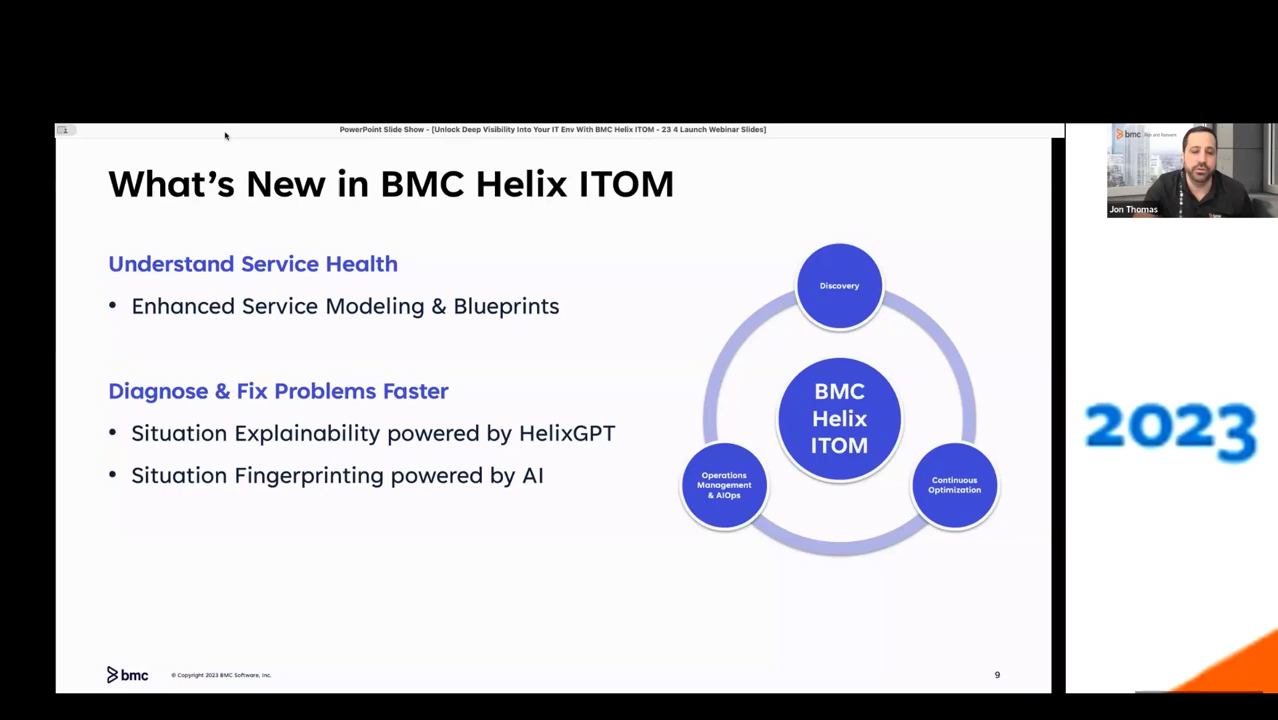 PowerPoint Slide Show - [Unlock Deep Visibility Into Your IT Env With BMC Helix ITOM - 23 4 Launch Webinar Slides]
What's New in BMC Helix ITOM
Understand Service Health
• Enhanced Service Modeling & Blueprints
Diagnose & Fix Problems Faster
• Situation Explainability powered by HelixGPT
• Situation Fingerprinting powered by AI
Discovery
BMC
Helix
ITOM
Operations
Management
& AIOps
Continuous
Optimization
bmc
© Copyright 2023 BMC Software, Inc.
9
bmc
Jon Thomas
2023